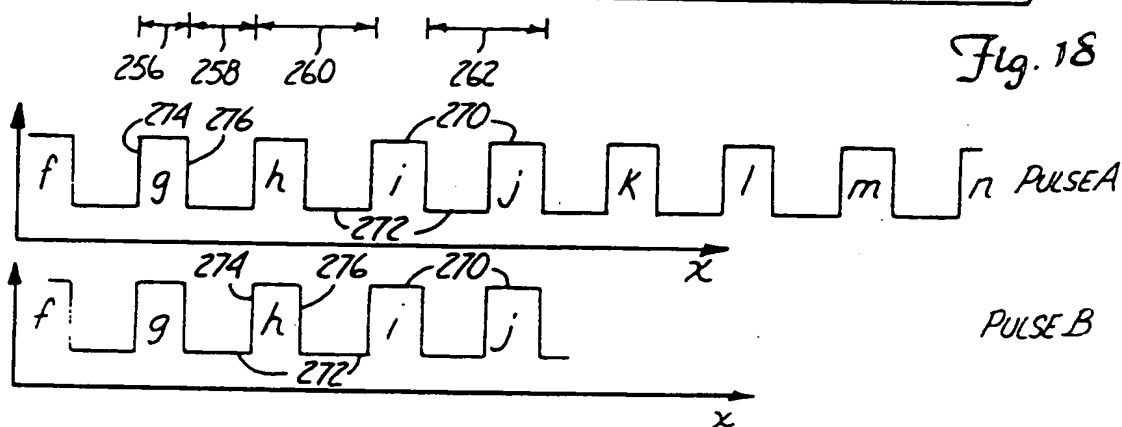 256 258 260 262
Fig. 18
274 276 270
f g h i j k l m n PULSE A
272
x
274 276 270
f g h i j PULSE B
272
x